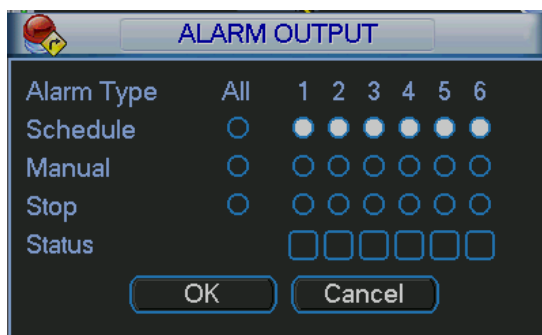 ALARM OUTPUT
Alarm Type All 1 2 3 4 5 6
Schedule
Manual
Stop
Status
OK Cancel